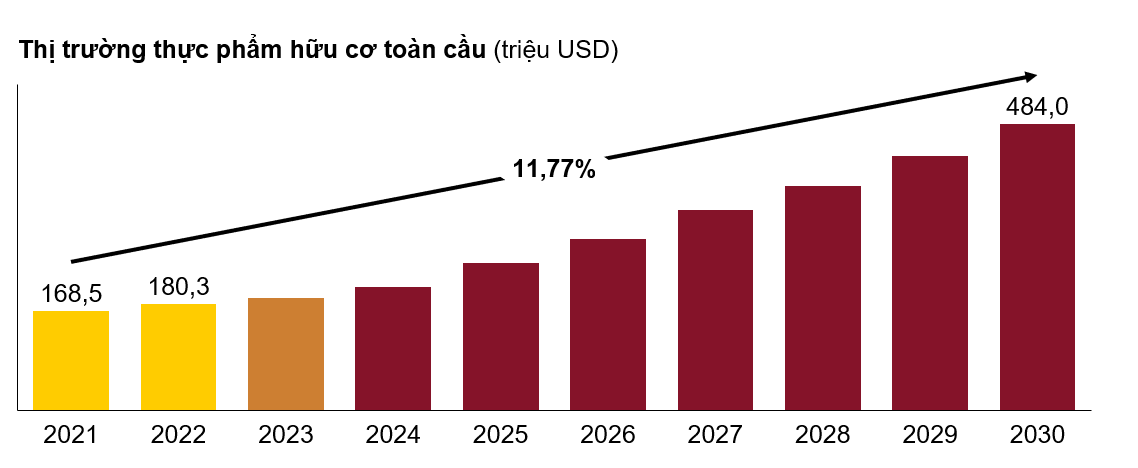 Thị trường thực phẩm hữu cơ toàn cầu (triệu USD)
484,0
11,77%
180,3
168,5
2021 2022 2023 2024 2025 2026 2027 2028 2029 2030